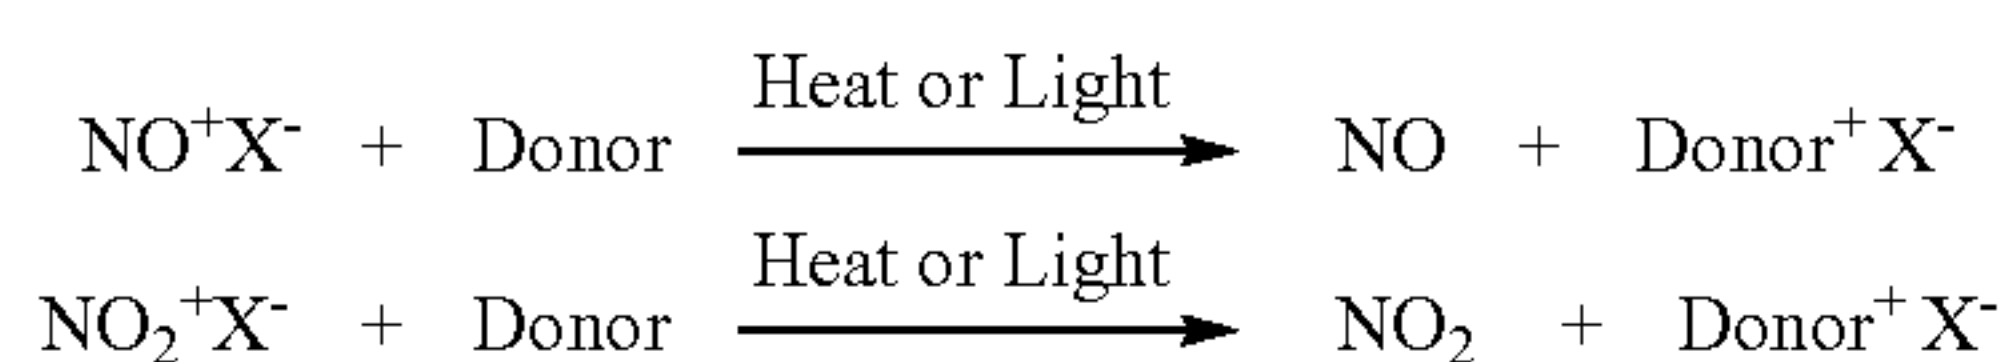 Heat or Light
NO⁺X⁻ + Donor NO + Donor⁺ X⁻
Heat or Light
NO₂⁺X⁻ + Donor NO₂ + Donor⁺ X⁻